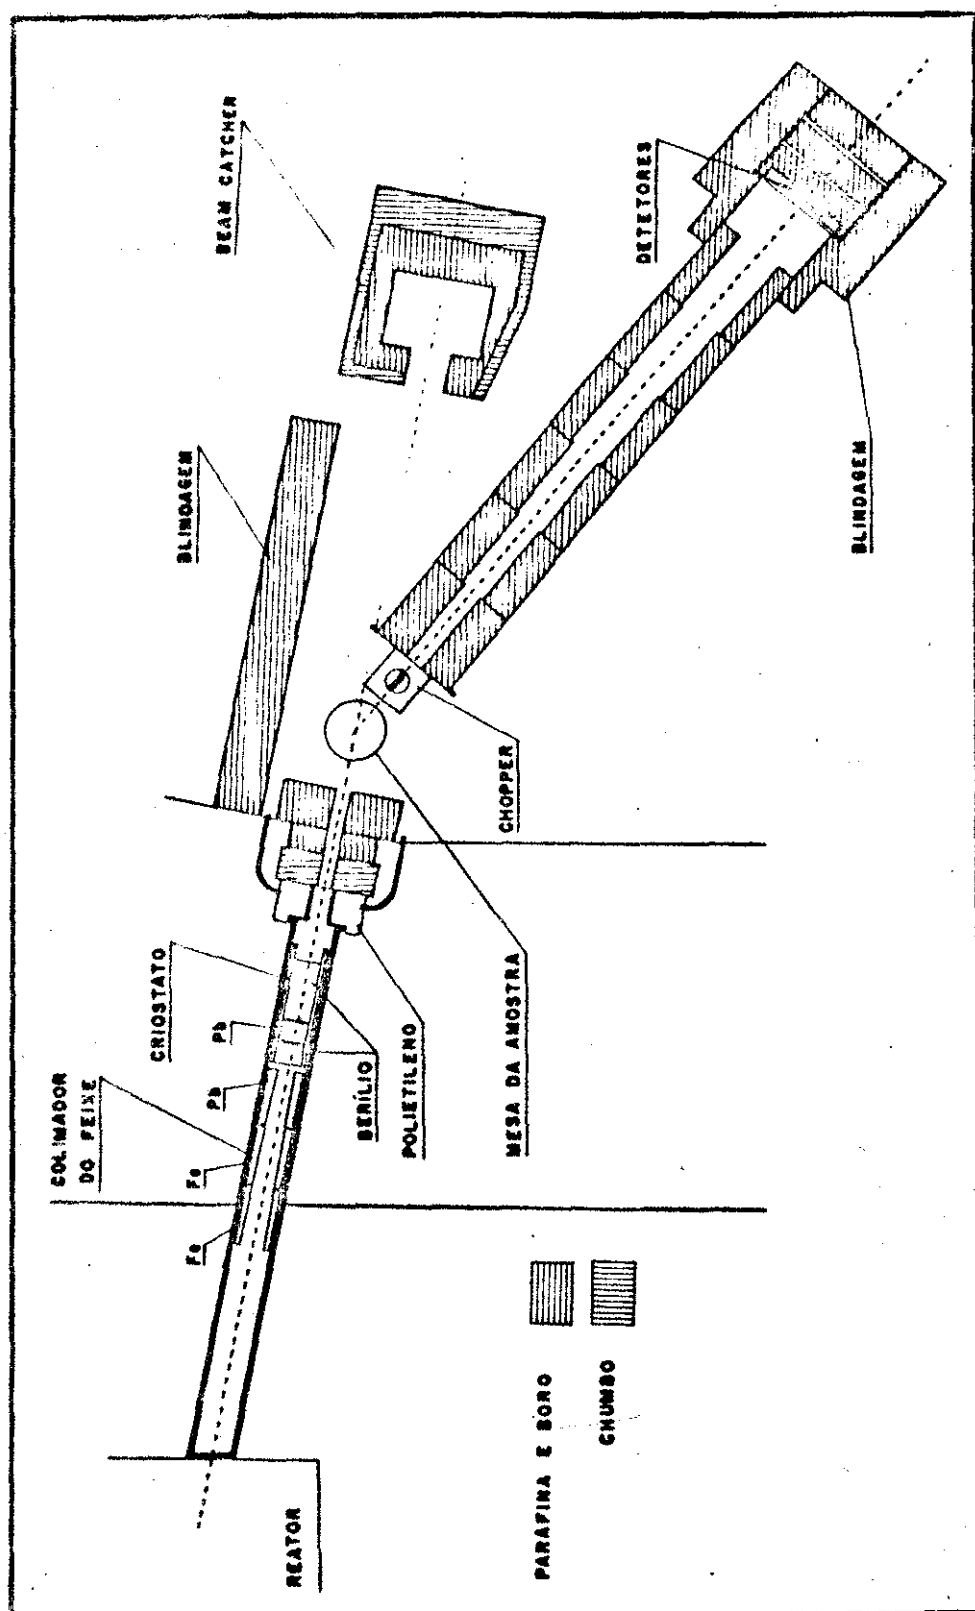 BEAM CATCHER
DETETORES
BLINDAGEM
BLINDAGEM
CHOPPER
CRIOSTATO
Pb
Pb
COLIMADOR
DO FEIXE
Fe
Fe
BERÍLIO
POLIETILENO
MESA DA AMOSTRA
REATOR
PARAFINA E BORO
CHUMBO